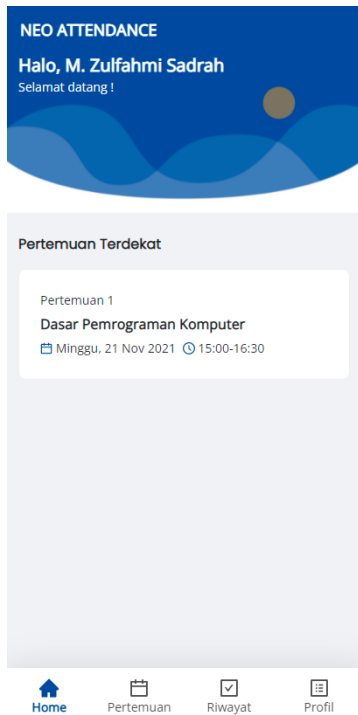 NEO ATTENDANCE
Halo, M. Zulfahmi Sadrah
Selamat datang !
Pertemuan Terdekat
Pertemuan 1
Dasar Pemrograman Komputer
Minggu, 21 Nov 2021 15:00-16:30
Home Pertemuan Riwayat Profil